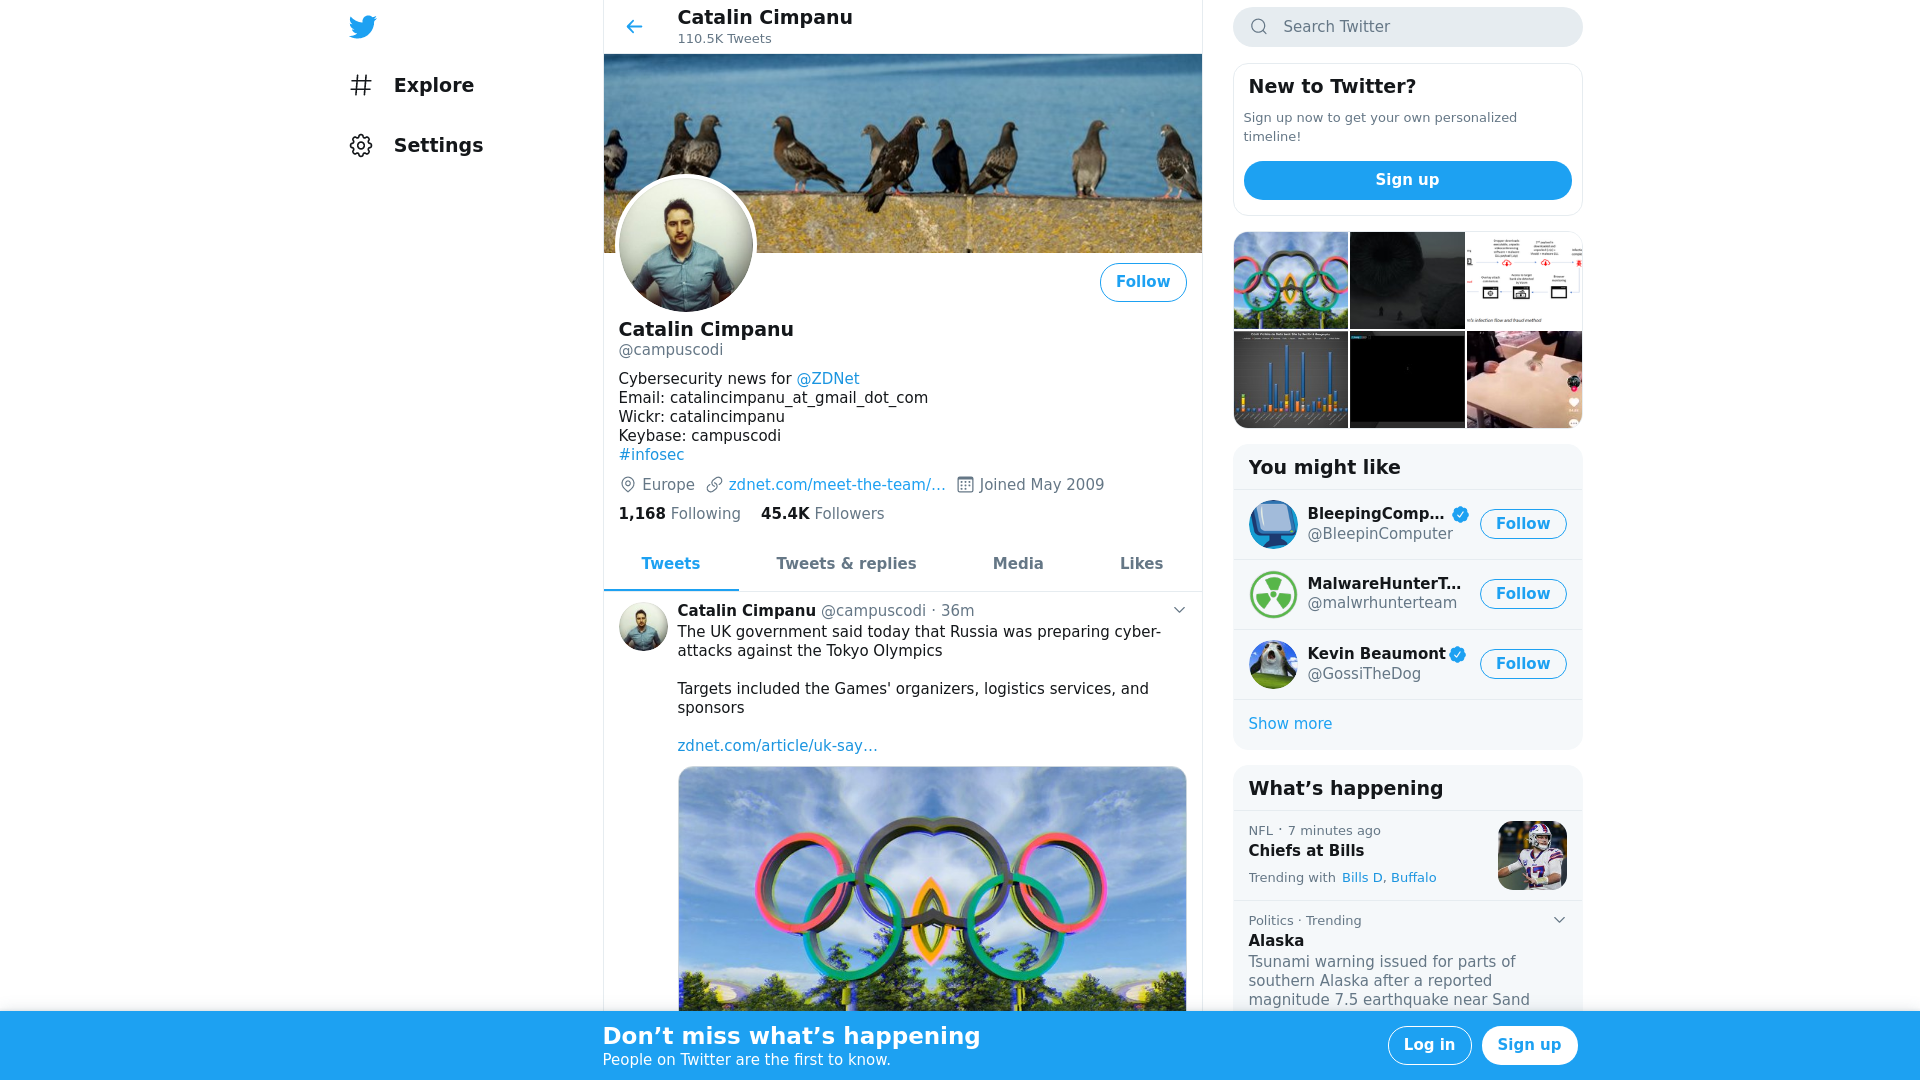 Explore
Settings
Catalin Cimpanu
110.5K Tweets
Follow
Catalin Cimpanu
@campuscodi
Cybersecurity news for @ZDNet
Email: catalincimpanu_at_gmail_dot_com
Wickr: catalincimpanu
Keybase: campuscodi
#infosec
Europe zdnet.com/meet-the-team/… Joined May 2009
1,168 Following 45.4K Followers
Tweets Tweets & replies Media Likes
Catalin Cimpanu @campuscodi · 36m
The UK government said today that Russia was preparing cyber-
attacks against the Tokyo Olympics
Targets included the Games' organizers, logistics services, and
sponsors
zdnet.com/article/uk-say…
Search Twitter
New to Twitter?
Sign up now to get your own personalized
timeline!
Sign up
You might like
BleepingComp…
@BleepinComputer
Follow
MalwareHunterT…
@malwrhunterteam
Follow
Kevin Beaumont
@GossiTheDog
Follow
Show more
What’s happening
NFL · 7 minutes ago
Chiefs at Bills
Trending with Bills D, Buffalo
Politics · Trending
Alaska
Tsunami warning issued for parts of
southern Alaska after a reported
magnitude 7.5 earthquake near Sand
Don’t miss what’s happening
People on Twitter are the first to know.
Log in
Sign up